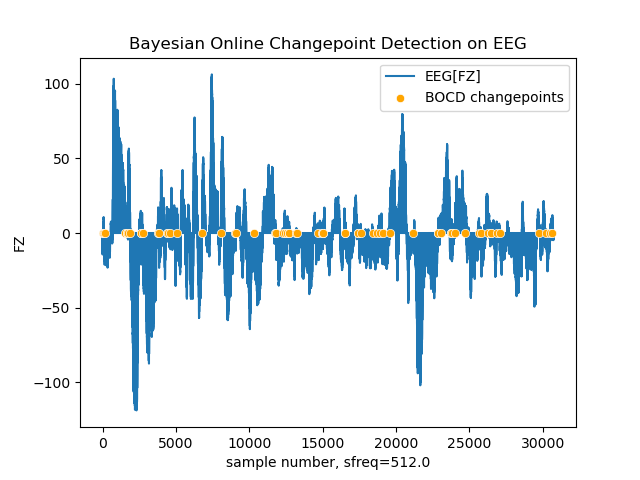 Bayesian Online Changepoint Detection on EEG
EEG[FZ]
BOCD changepoints
FZ
100
50
0
−50
−100
0 5000 10000 15000 20000 25000 30000
sample number, sfreq=512.0